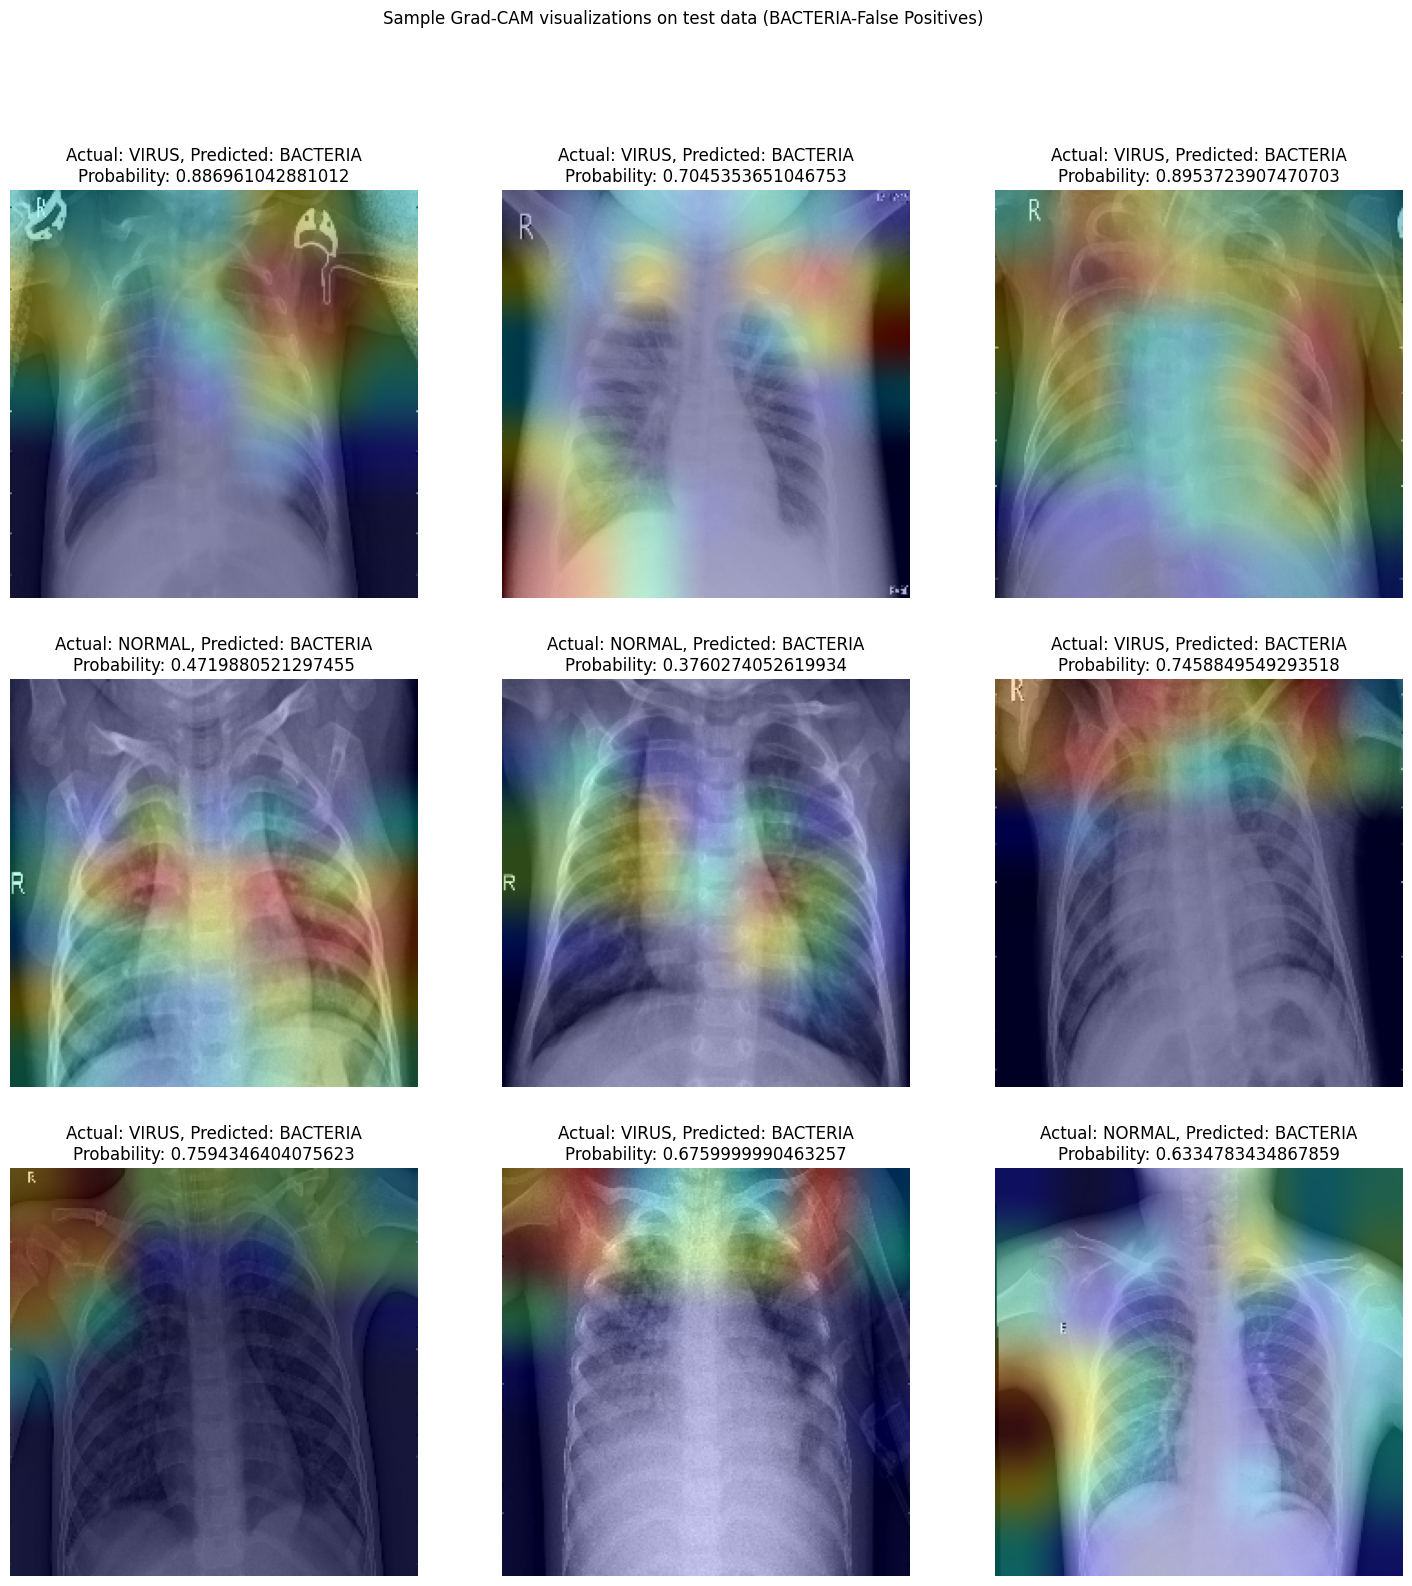 Sample Grad-CAM visualizations on test data (BACTERIA-False Positives)
Actual: VIRUS, Predicted: BACTERIA
Probability: 0.886961042881012
R
Actual: VIRUS, Predicted: BACTERIA
Probability: 0.7045353651046753
R
Actual: VIRUS, Predicted: BACTERIA
Probability: 0.8953723907470703
R
Actual: NORMAL, Predicted: BACTERIA
Probability: 0.4719880521297455
R
Actual: NORMAL, Predicted: BACTERIA
Probability: 0.3760274052619934
R
Actual: VIRUS, Predicted: BACTERIA
Probability: 0.7458849549293518
R
Actual: VIRUS, Predicted: BACTERIA
Probability: 0.7594346404075623
R
Actual: VIRUS, Predicted: BACTERIA
Probability: 0.6759999990463257
Actual: NORMAL, Predicted: BACTERIA
Probability: 0.6334783434867859